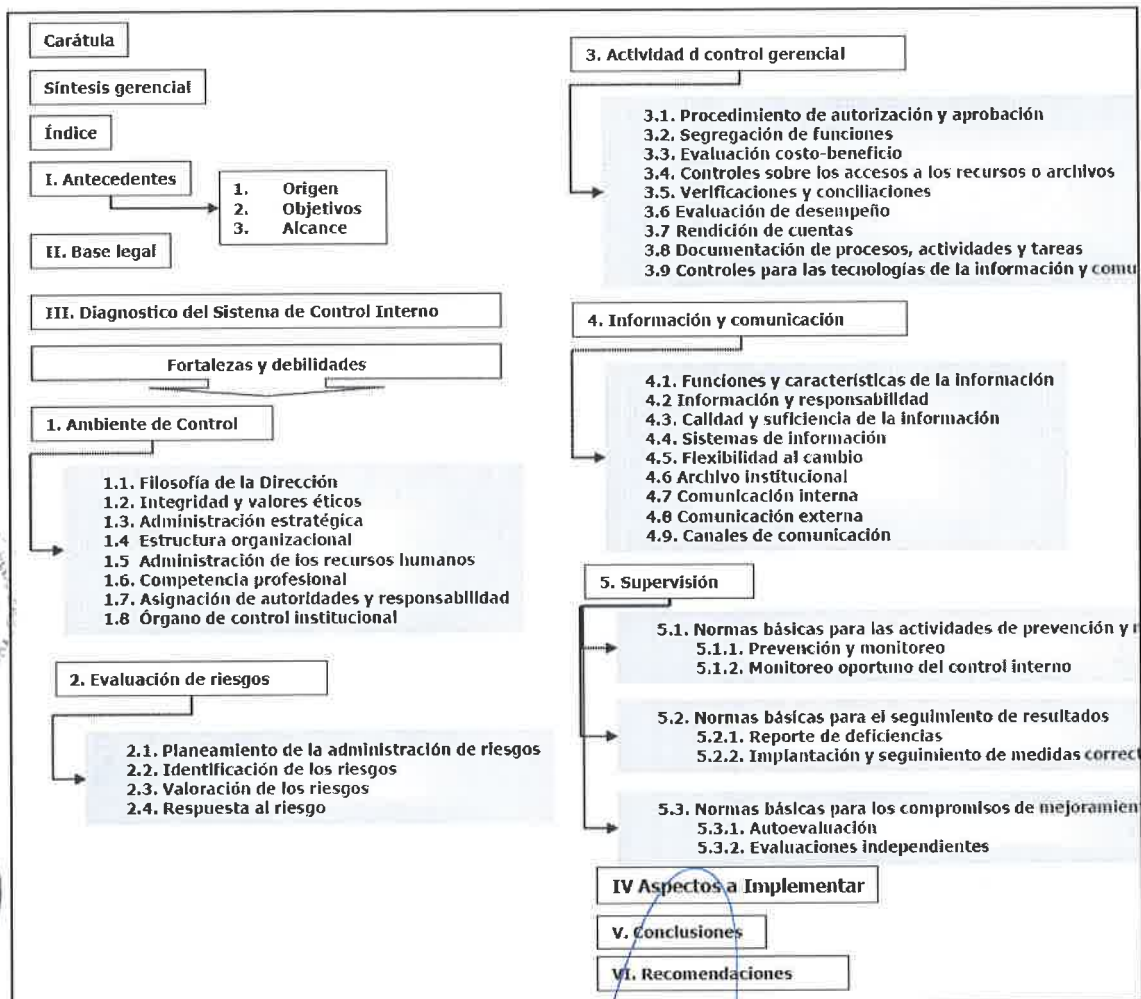 Carátula
Síntesis gerencial
Índice
I. Antecedentes
1. Origen
2. Objetivos
3. Alcance
II. Base legal
III. Diagnostico del Sistema de Control Interno
Fortalezas y debilidades
1. Ambiente de Control
1.1. Filosofía de la Dirección
1.2. Integridad y valores éticos
1.3. Administración estratégica
1.4 Estructura organizacional
1.5 Administración de los recursos humanos
1.6. Competencia profesional
1.7. Asignación de autoridades y responsabilidad
1.8 Órgano de control institucional
2. Evaluación de riesgos
2.1. Planeamiento de la administración de riesgos
2.2. Identificación de los riesgos
2.3. Valoración de los riesgos
2.4. Respuesta al riesgo
3. Actividad d control gerencial
3.1. Procedimiento de autorización y aprobación
3.2. Segregación de funciones
3.3. Evaluación costo-beneficio
3.4. Controles sobre los accesos a los recursos o archivos
3.5. Verificaciones y conciliaciones
3.6 Evaluación de desempeño
3.7 Rendición de cuentas
3.8 Documentación de procesos, actividades y tareas
3.9 Controles para las tecnologías de la información y comu
4. Información y comunicación
4.1. Funciones y características de la información
4.2 Información y responsabilidad
4.3. Calidad y suficiencia de la información
4.4. Sistemas de información
4.5. Flexibilidad al cambio
4.6 Archivo institucional
4.7 Comunicación interna
4.8 Comunicación externa
4.9. Canales de comunicación
5. Supervisión
5.1. Normas básicas para las actividades de prevención y
5.1.1. Prevención y monitoreo
5.1.2. Monitoreo oportuno del control interno
5.2. Normas básicas para el seguimiento de resultados
5.2.1. Reporte de deficiencias
5.2.2. Implantación y seguimiento de medidas correct
5.3. Normas básicas para los compromisos de mejoramien
5.3.1. Autoevaluación
5.3.2. Evaluaciones independientes
IV Aspectos a Implementar
V. Conclusiones
VI. Recomendaciones